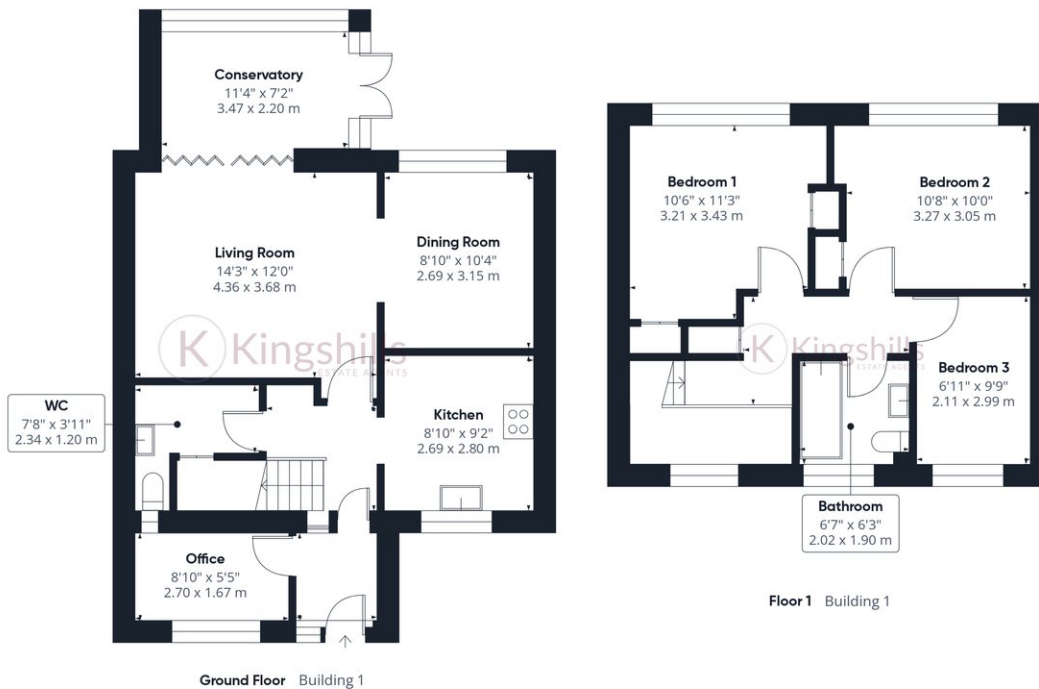 Conservatory
11'4" x 7'2"
3.47 x 2.20 m
Living Room
14'3" x 12'0"
4.36 x 3.68 m
Dining Room
8'10" x 10'4"
2.69 x 3.15 m
K Kingshills
ESTATE AGENTS
WC
7'8" x 3'11"
2.34 x 1.20 m
Kitchen
8'10" x 9'2"
2.69 x 2.80 m
Office
8'10" x 5'5"
2.70 x 1.67 m
Ground Floor Building 1
Bedroom 1
10'6" x 11'3"
3.21 x 3.43 m
Bedroom 2
10'8" x 10'0"
3.27 x 3.05 m
K Kingshills
ESTATE AGENTS
Bedroom 3
6'11" x 9'9"
2.11 x 2.99 m
Bathroom
6'7" x 6'3"
2.02 x 1.90 m
Floor 1 Building 1